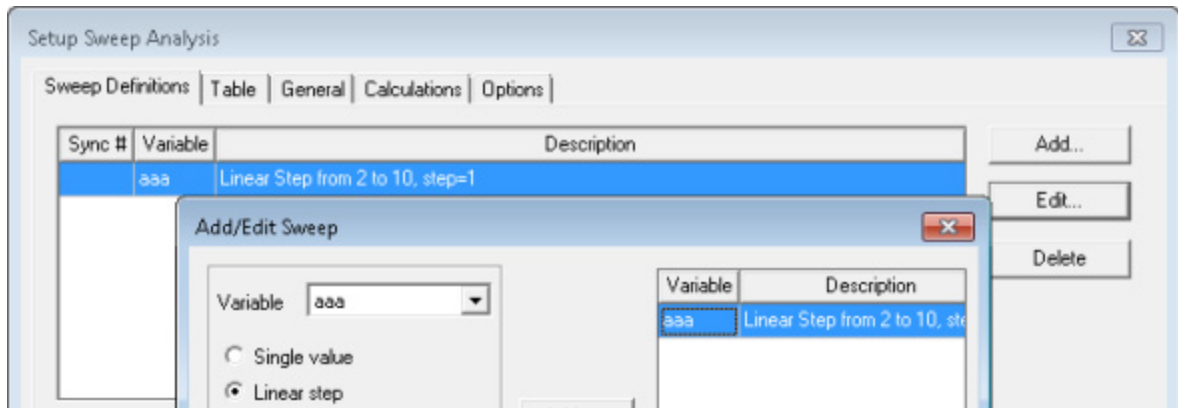 Setup Sweep Analysis
Sweep Definitions Table General Calculations Options
Sync # Variable Description
Add...
aaa Linear Step from 2 to 10, step=1
Edit...
Delete
Add/Edit Sweep
Variable aaa
Single value
Linear step
Variable Description
aaa Linear Step from 2 to 10, ste